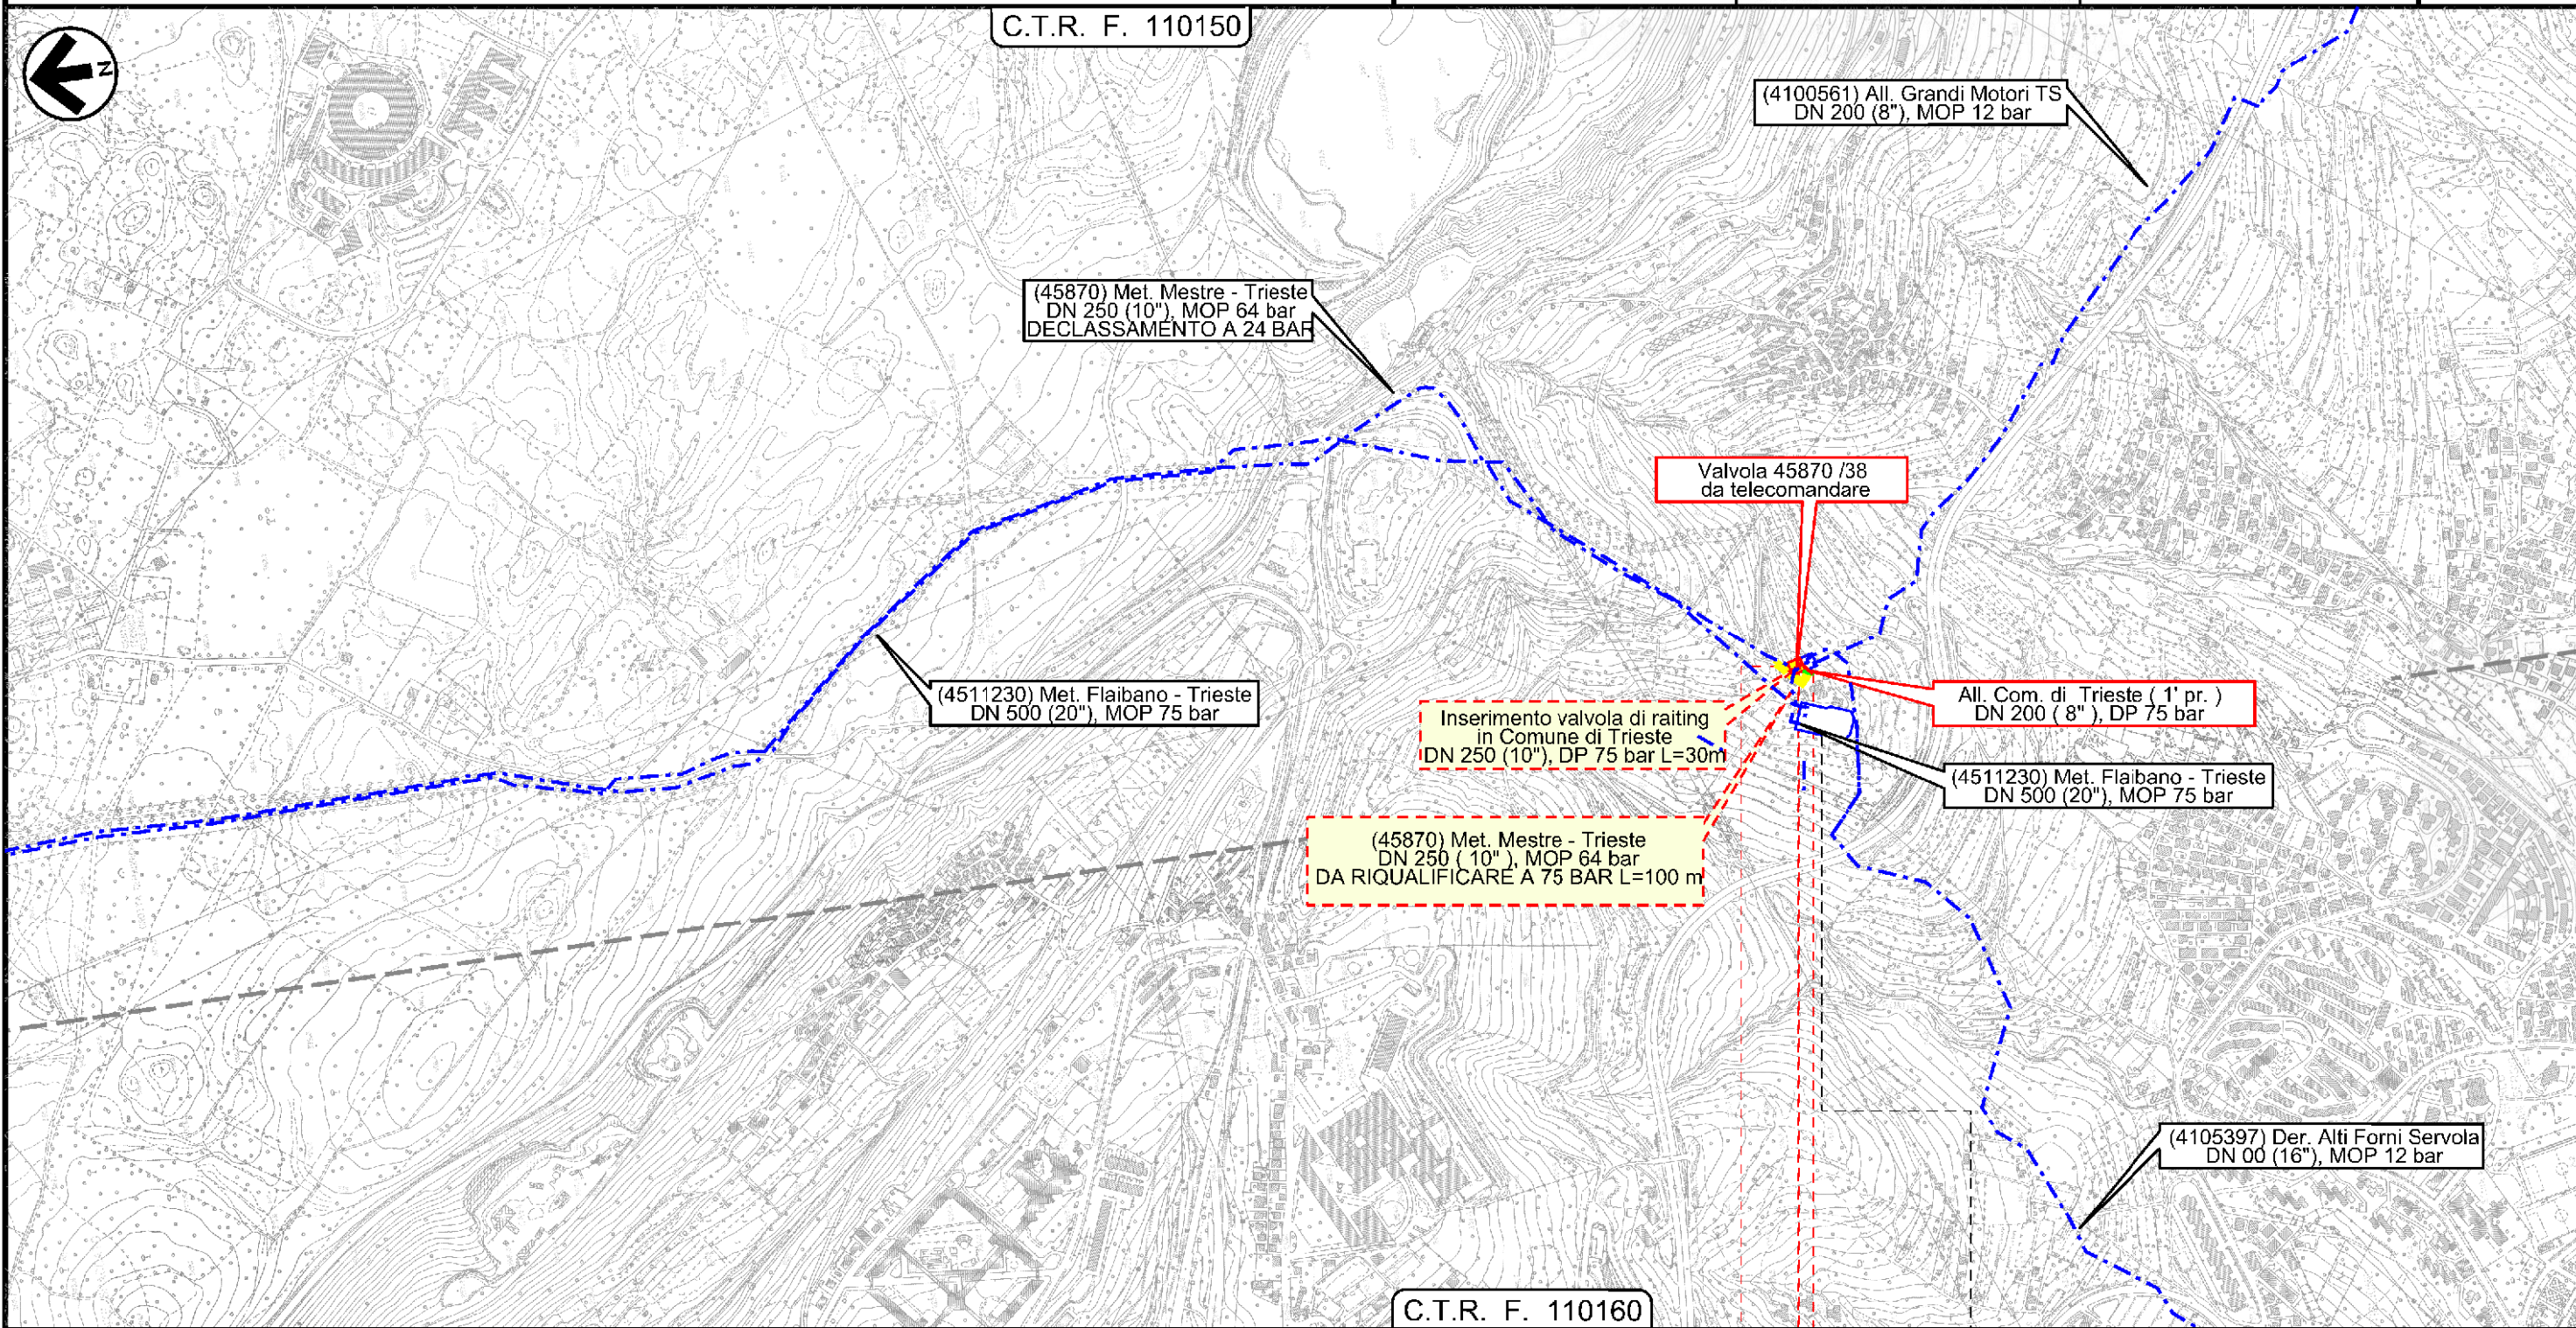 C.T.R. F. 110150
N
(4100561) All. Grandi Motori TS
DN 200 (8"), MOP 12 bar
(45870) Met. Mestre - Trieste
DN 250 (10"), MOP 64 bar
DECLASSAMENTO A 24 BAR
Valvola 45870 /38
da telecomandare
(4511230) Met. Flaibano - Trieste
DN 500 (20"), MOP 75 bar
All. Com. di Trieste ( 1' pr. )
DN 200 ( 8" ), DP 75 bar
Inserimento valvola di raiting
in Comune di Trieste
DN 250 (10"), DP 75 bar L=30m
(4511230) Met. Flaibano - Trieste
DN 500 (20"), MOP 75 bar
(45870) Met. Mestre - Trieste
DN 250 ( 10" ), MOP 64 bar
DA RIQUALIFICARE A 75 BAR L=100 m
(4105397) Der. Alti Forni Servola
DN 00 (16"), MOP 12 bar
C.T.R. F. 110160